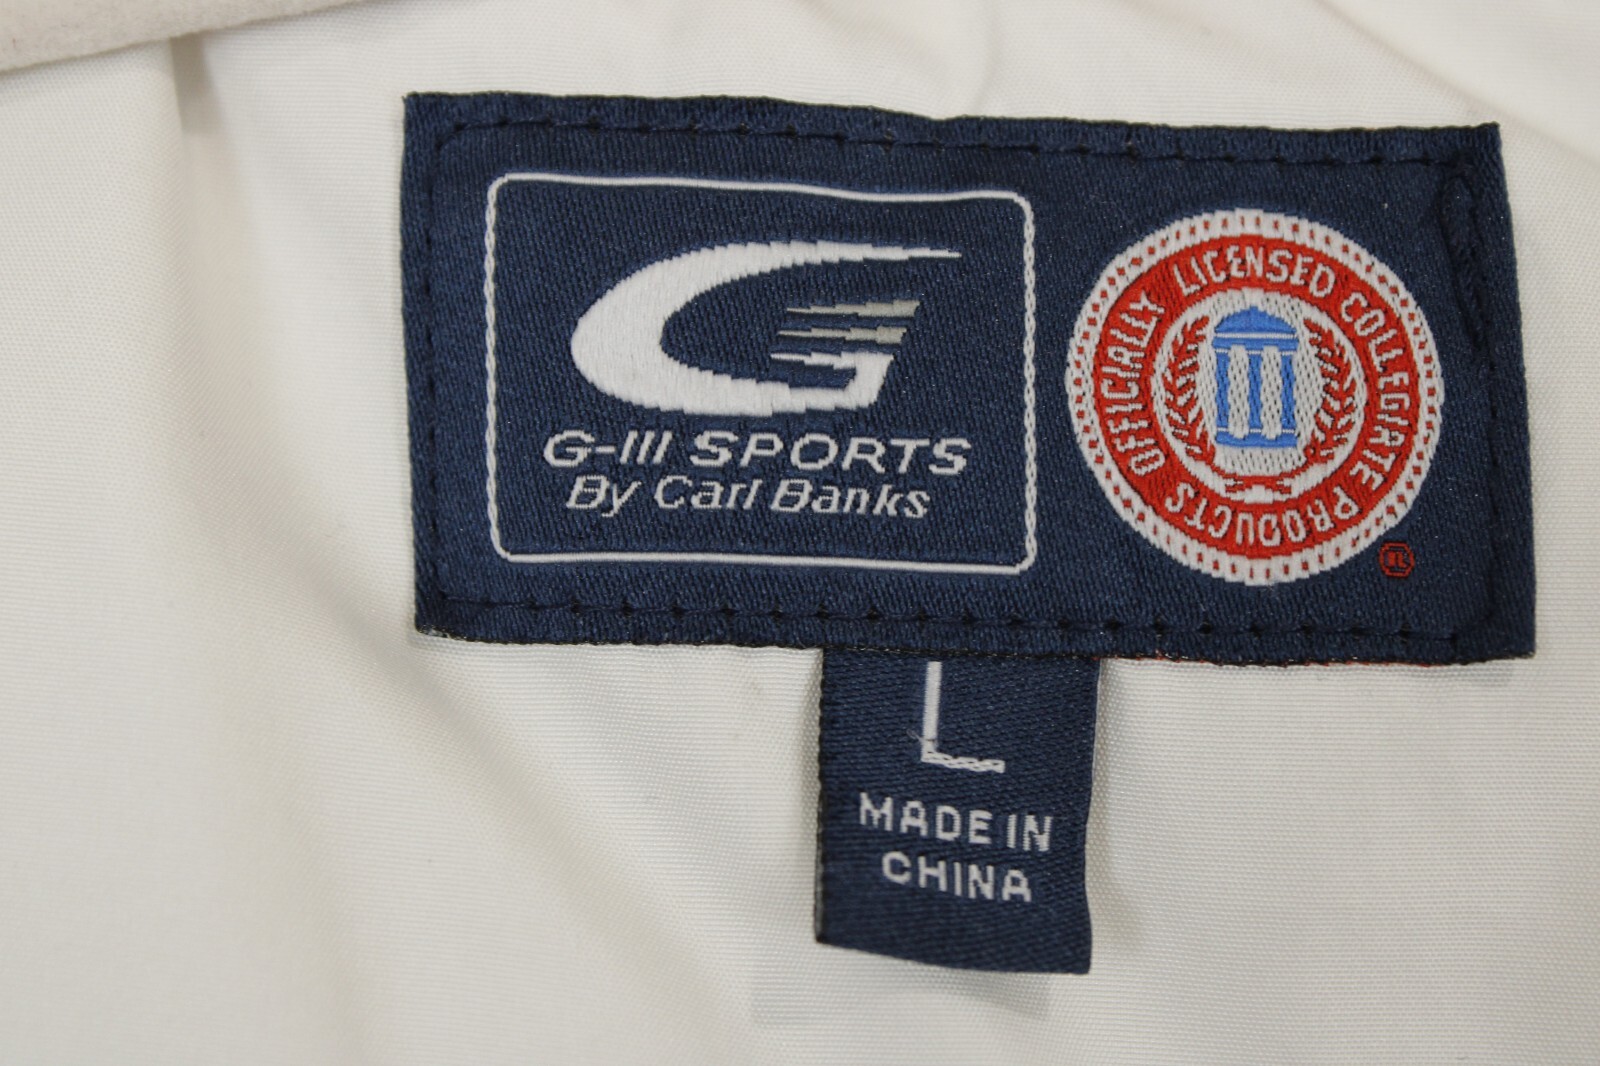 G-III SPORTS
By Carl Banks
OFFICIALLY LICENSED COLLEGIATE PRODUCTS
L
MADE IN
CHINA